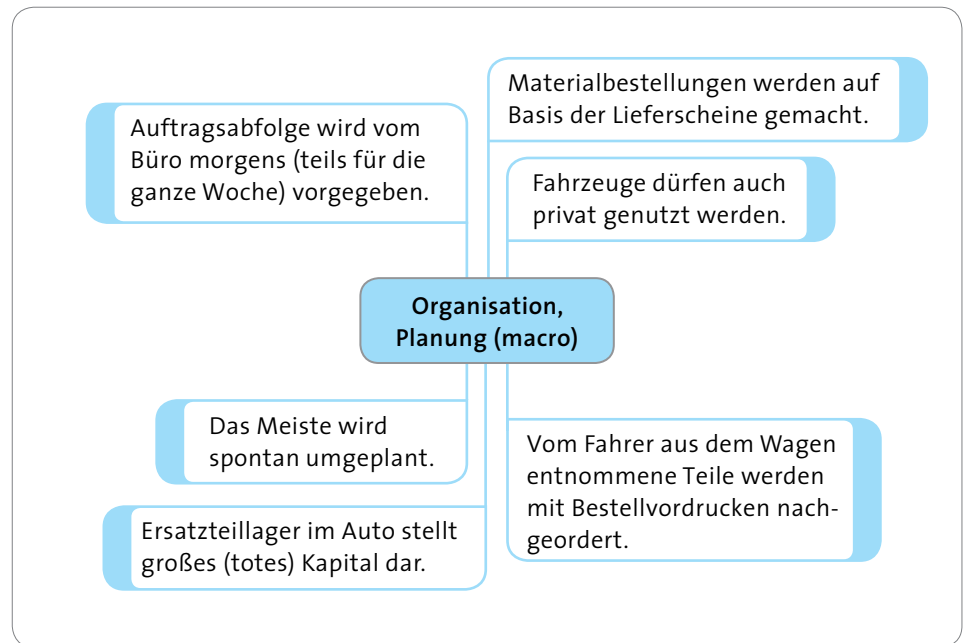 Materialbestellungen werden auf
Basis der Lieferscheine gemacht.
Auftragsabfolge wird vom
Büro morgens (teils für die
ganze Woche) vorgegeben.
Fahrzeuge dürfen auch
privat genutzt werden.
Organisation,
Planung (macro)
Das Meiste wird
spontan umgeplant.
Vom Fahrer aus dem Wagen
entnommene Teile werden
mit Bestellvordrucken nach-
geordert.
Ersatzteillager im Auto stellt
großes (totes) Kapital dar.